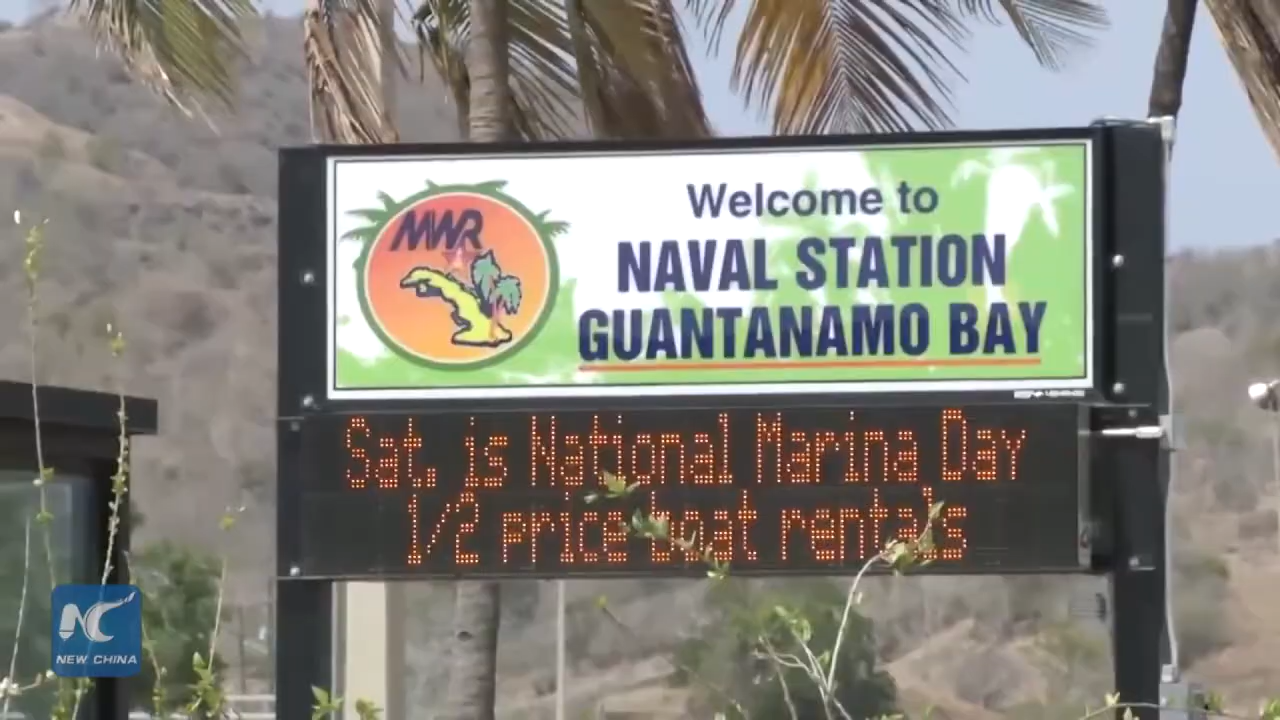 MWR
Welcome to
NAVAL STATION
GUANTANAMO BAY
Sat. is National Marina Day
1/2 price boat rentals
NC
NEW CHINA